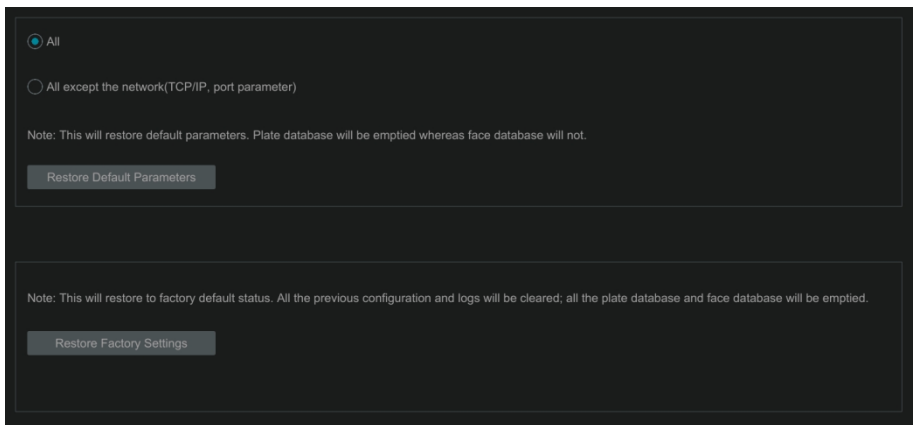 All
All except the network(TCP/IP, port parameter)
Note: This will restore default parameters. Plate database will be emptied whereas face database will not.
Restore Default Parameters
Note: This will restore to factory default status. All the previous configuration and logs will be cleared; all the plate database and face database will be emptied.
Restore Factory Settings